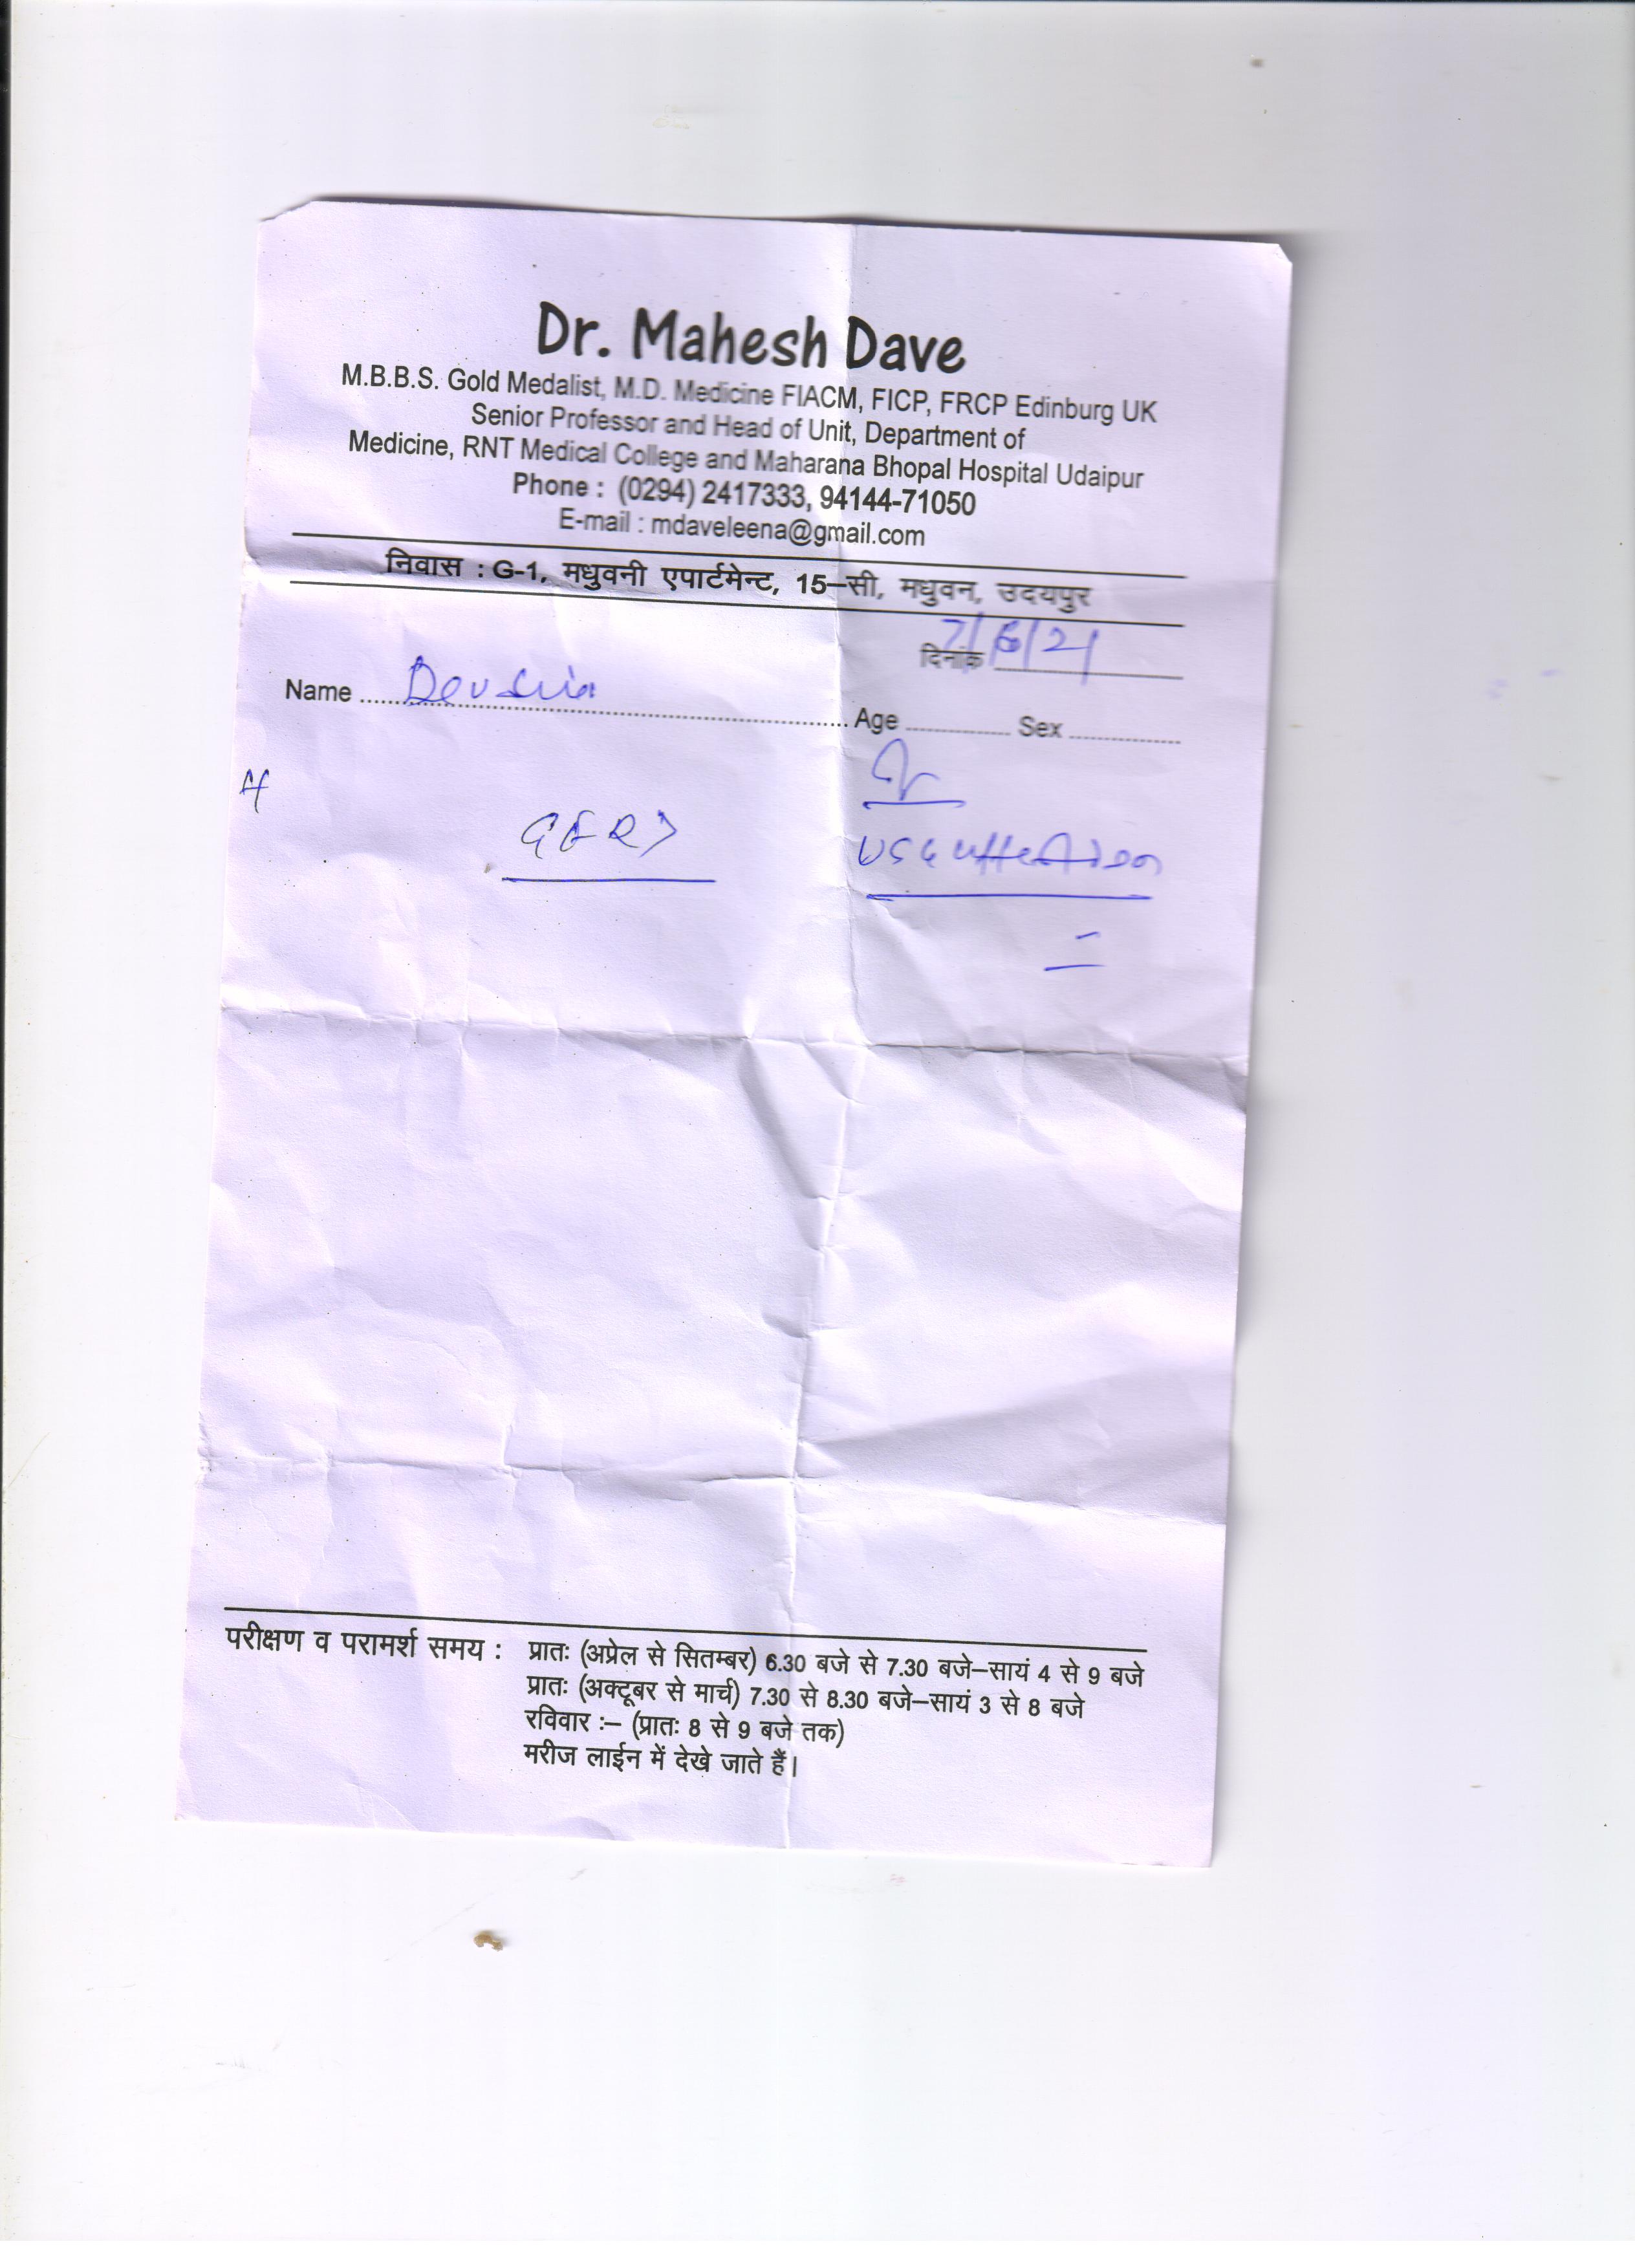 Dr. Mahesh Dave
M.B.B.S. Gold Medalist, M.D. Medicine FIACM, FICP, FRCP Edinburg UK
Senior Professor and Head of Unit, Department of
Medicine, RNT Medical College and Maharana Bhopal Hospital Udaipur
Phone : (0294) 2417333, 94144-71050
E-mail : mdaveleena@gmail.com
निवास : G-1, मधुवनी एपार्टमेन्ट, 15–सी, मधुवन, उदयपुर
दिनांक 7/6/21
Name .......... Age .......... Sex ..........
GERD
USG
परीक्षण व परामर्श समय : प्रातः (अप्रेल से सितम्बर) 6.30 बजे से 7.30 बजे–सायं 4 से 9 बजे
प्रातः (अक्टूबर से मार्च) 7.30 से 8.30 बजे–सायं 3 से 8 बजे
रविवार :– (प्रातः 8 से 9 बजे तक)
मरीज लाईन में देखे जाते हैं।